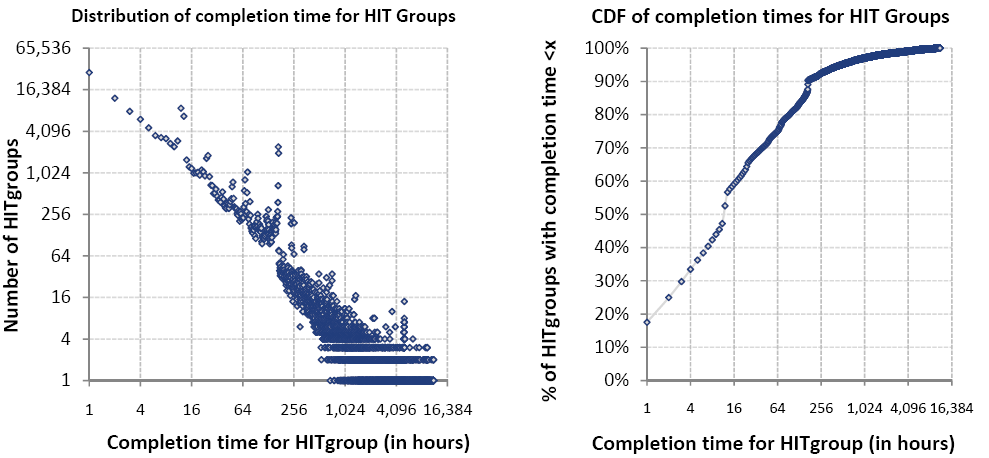 Distribution of completion time for HIT Groups
65,536
16,384
4,096
1,024
256
64
16
4
1
Number of HITgroups
1 4 16 64 256 1,024 4,096 16,384
Completion time for HITgroup (in hours)
CDF of completion times for HIT Groups
100%
90%
80%
70%
60%
50%
40%
30%
20%
10%
0%
% of HITgroups with completion time <x
1 4 16 64 256 1,024 4,096 16,384
Completion time for HITgroup (in hours)